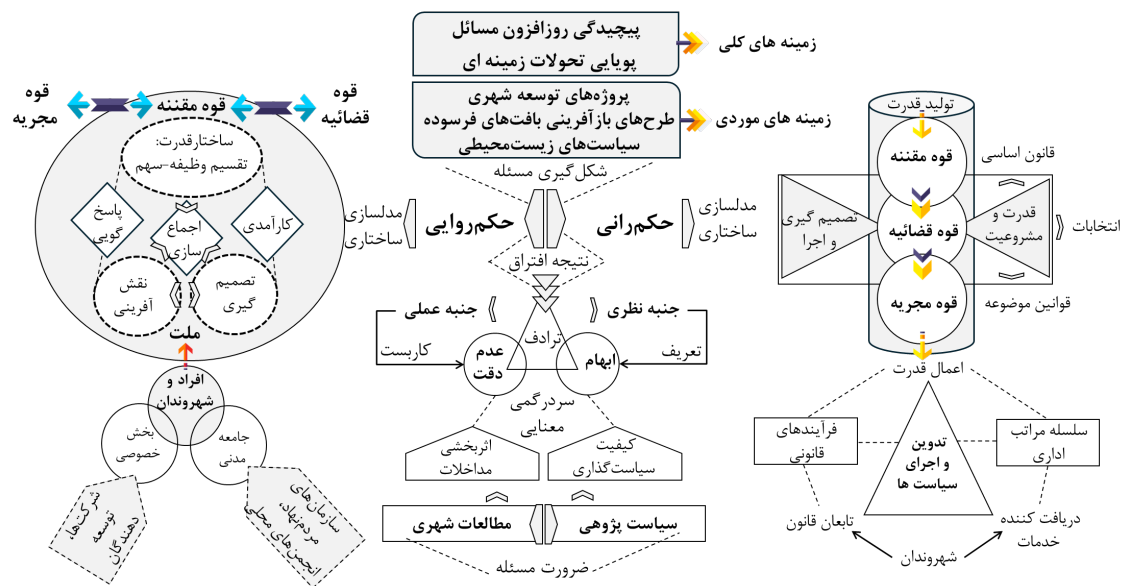 پیچیدگی روزافزون مسائل
پویایی تحولات زمینه ای
زمینه های کلی
پروژه‌های توسعه شهری
طرح‌های بازآفرینی بافت‌های فرسوده
سیاست‌های زیست‌محیطی
زمینه های موردی
شکل‌گیری مسئله
حکم‌رانی
حکم‌روایی
مدلسازی
ساختاری
مدلسازی
ساختاری
نتیجه افتراق
جنبه نظری
جنبه عملی
ترادف
تعریف
کاربست
ابهام
عدم
دقت
سردرگمی
معنایی
کیفیت
سیاست‌گذاری
اثربخشی
مداخلات
سیاست پژوهی
مطالعات شهری
ضرورت مسئله
تولید قدرت
قوه مقننه
قانون اساسی
قدرت و
مشروعیت
انتخابات
قوه قضائیه
تصمیم گیری
و اجرا
قوه مجریه
قوانین موضوعه
اعمال قدرت
سلسله مراتب
اداری
تدوین
و اجرای
سیاست ها
فرآیندهای
قانونی
دریافت کننده
خدمات
تابعان قانون
شهروندان
قوه
قضائیه
قوه مقننه
قوه
مجریه
ساختارقدرت:
تقسیم وظیفه-سهم
کارآمدی
پاسخ
گویی
اجماع
سازی
تصمیم
گیری
نقش
آفرینی
ملت
افراد و
شهروندان
جامعه
مدنی
بخش
خصوصی
سازمان‌های
مردم‌نهاد،
انجمن‌های محلی
شرکت‌ها،
توسعه
دهندگان